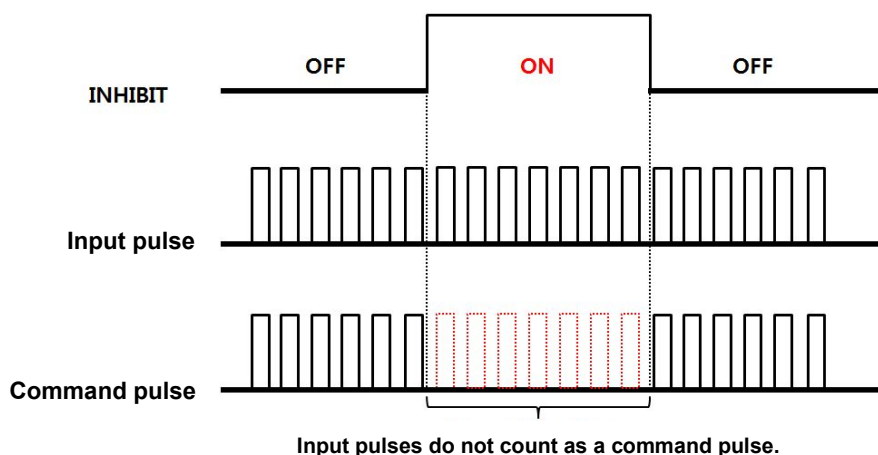 OFF
ON
OFF
INHIBIT
Input pulse
Command pulse
Input pulses do not count as a command pulse.